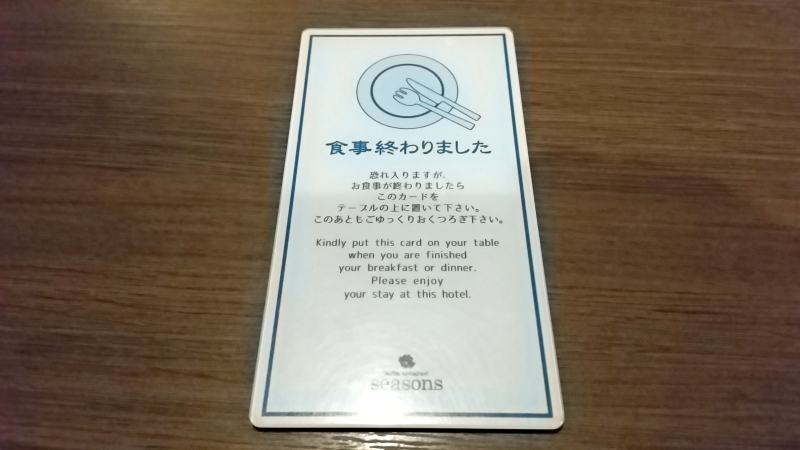 食事終わりました
恐れ入りますが、
お食事が終わりましたら
このカードを
テーブルの上に置いて下さい。
このあともごゆっくりおくつろぎ下さい。
Kindly put this card on your table
when you are finished
your breakfast or dinner.
Please enjoy
your stay at this hotel.
seasons